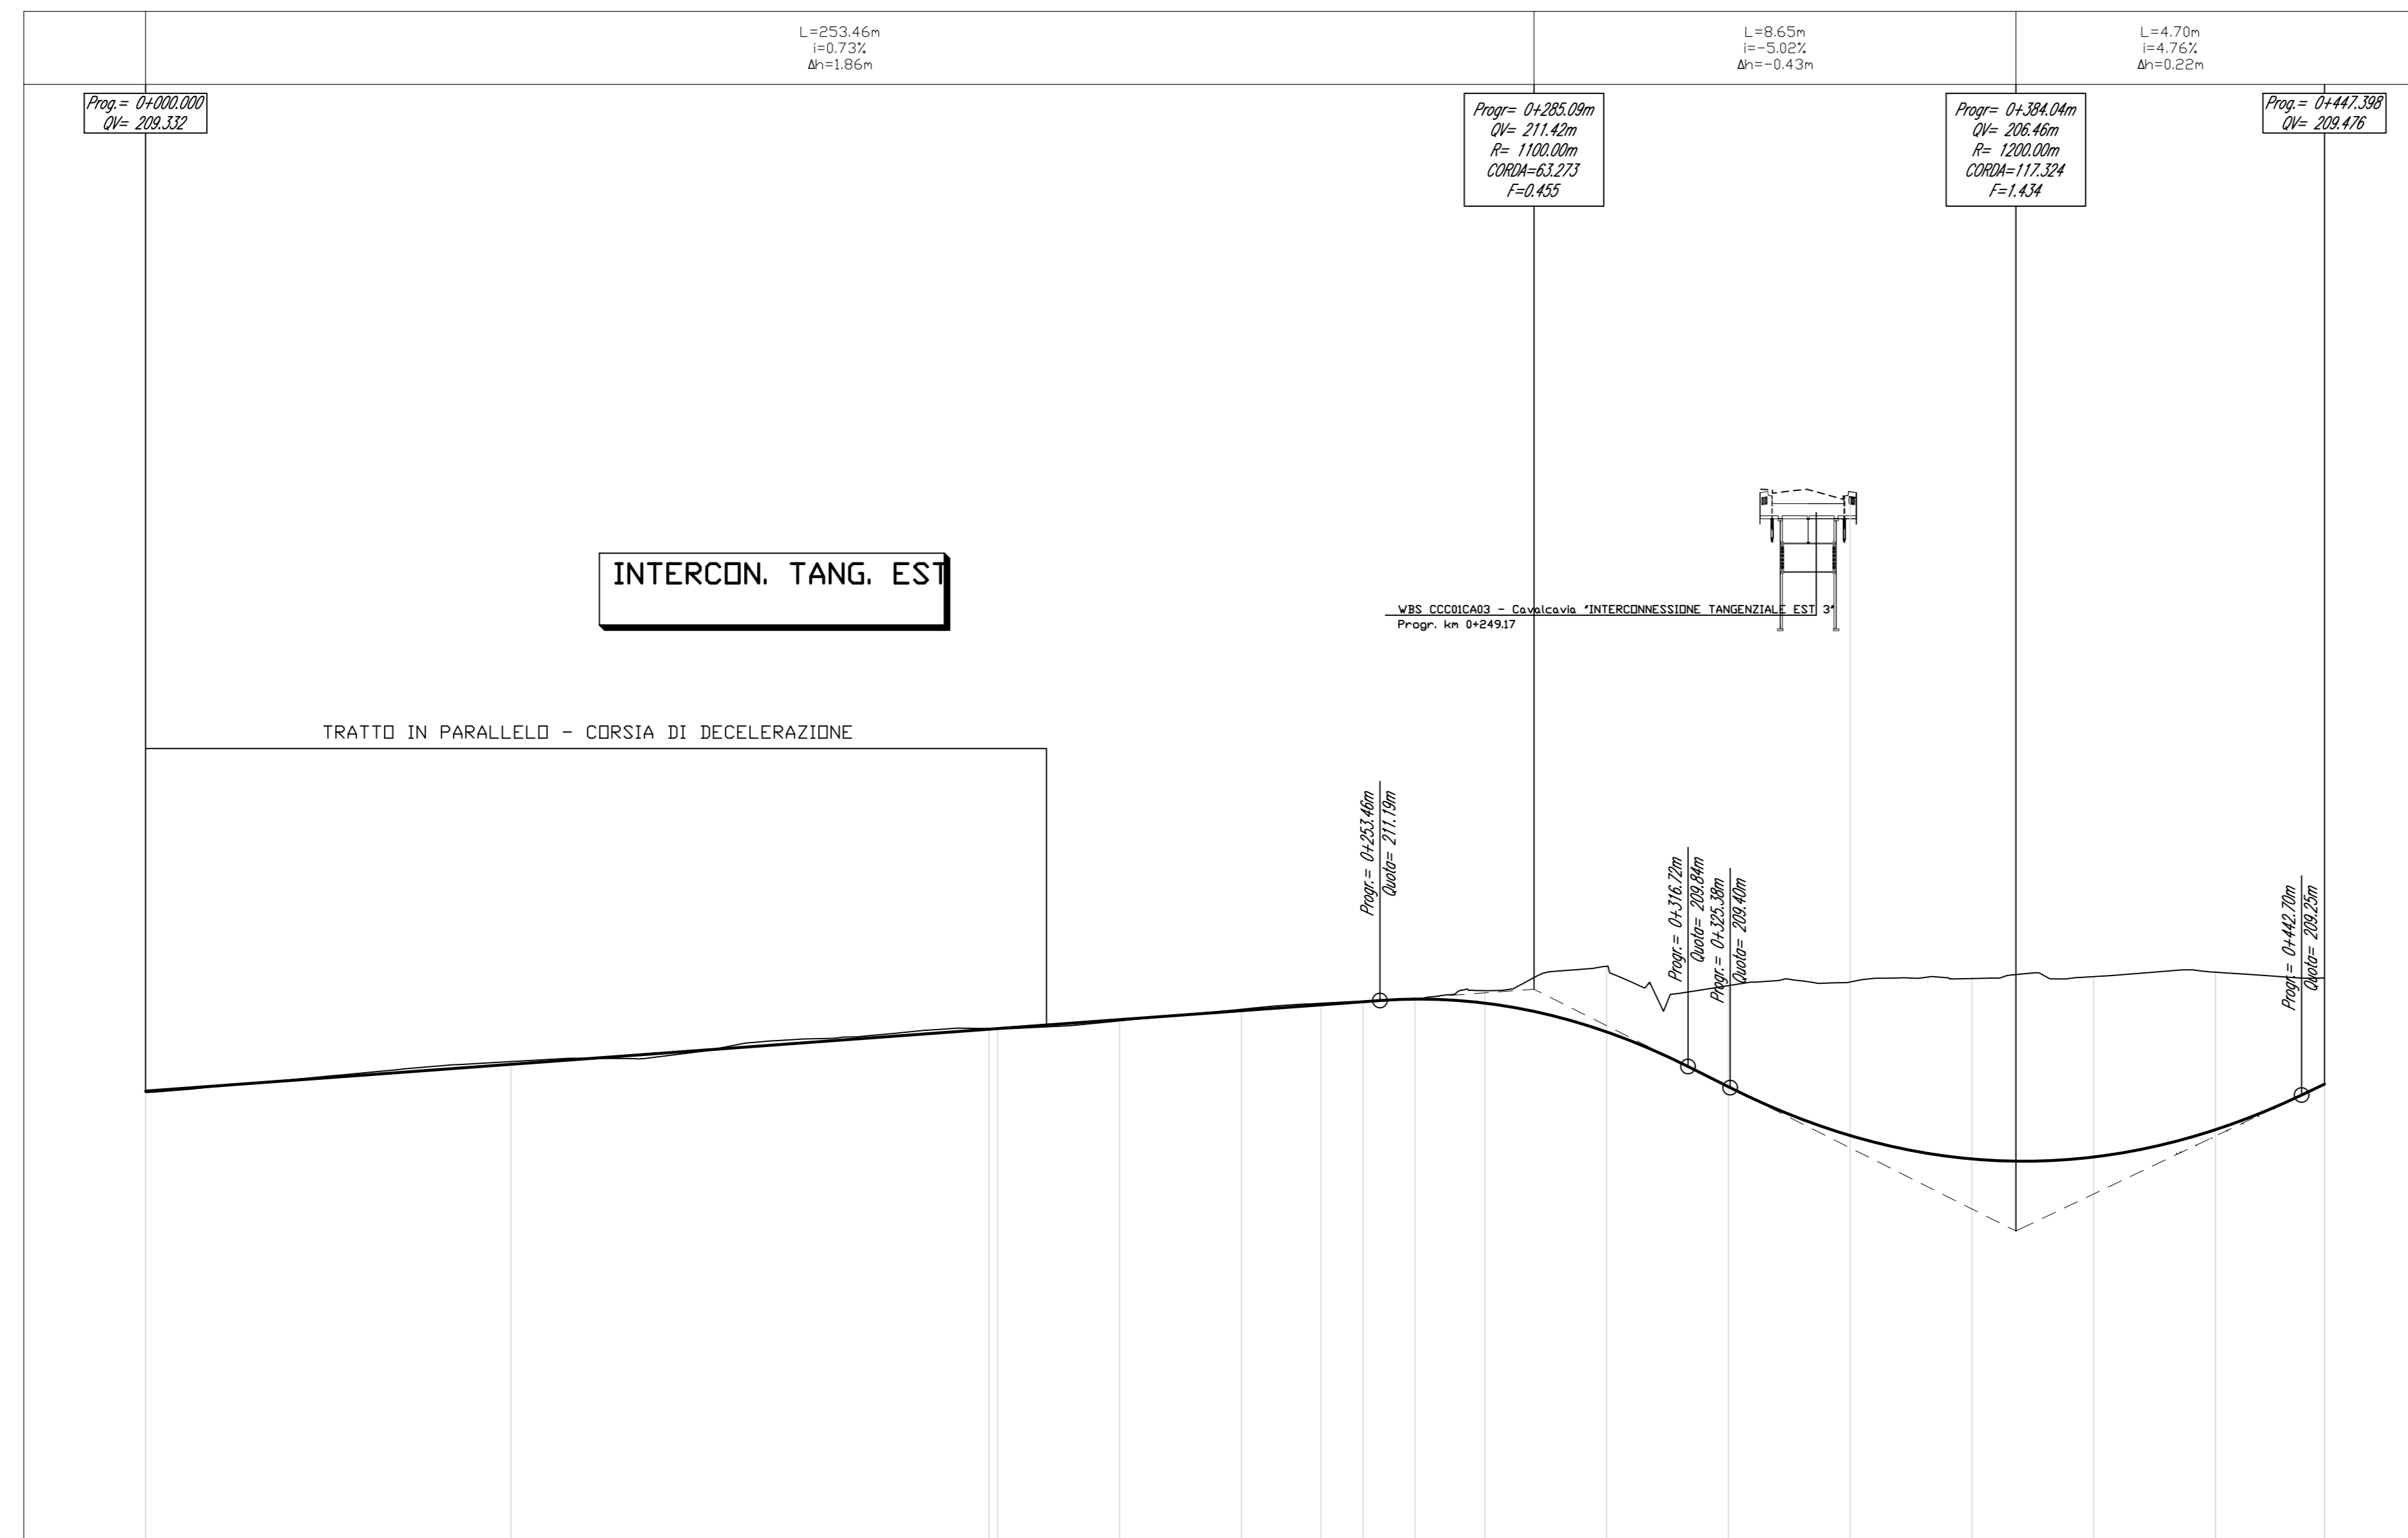 L=253.46m
i=0.73%
Δh=1.86m
L=8.65m
i=-5.02%
Δh=-0.43m
L=4.70m
i=4.76%
Δh=0.22m
Prog.= 0+000.000
QV= 209.332
Progr= 0+285.09m
QV= 211.42m
R= 1100.00m
CORDA=63.273
F=0.455
Progr= 0+384.04m
QV= 206.46m
R= 1200.00m
CORDA=117.324
F=1.434
Prog.= 0+447.398
QV= 209.476
INTERCON. TANG. EST
WBS CCC01CA03 - Cavalcavia "INTERCONNESSIONE TANGENZIALE EST 3"
Progr. km 0+249.17
TRATTO IN PARALLELO - CORSIA DI DECELERAZIONE
Progr.= 0+253.46m
Quota= 211.19m
Progr.= 0+316.72m
Quota= 209.84m
Progr.= 0+325.38m
Quota= 209.40m
Progr.= 0+442.70m
Quota= 209.25m